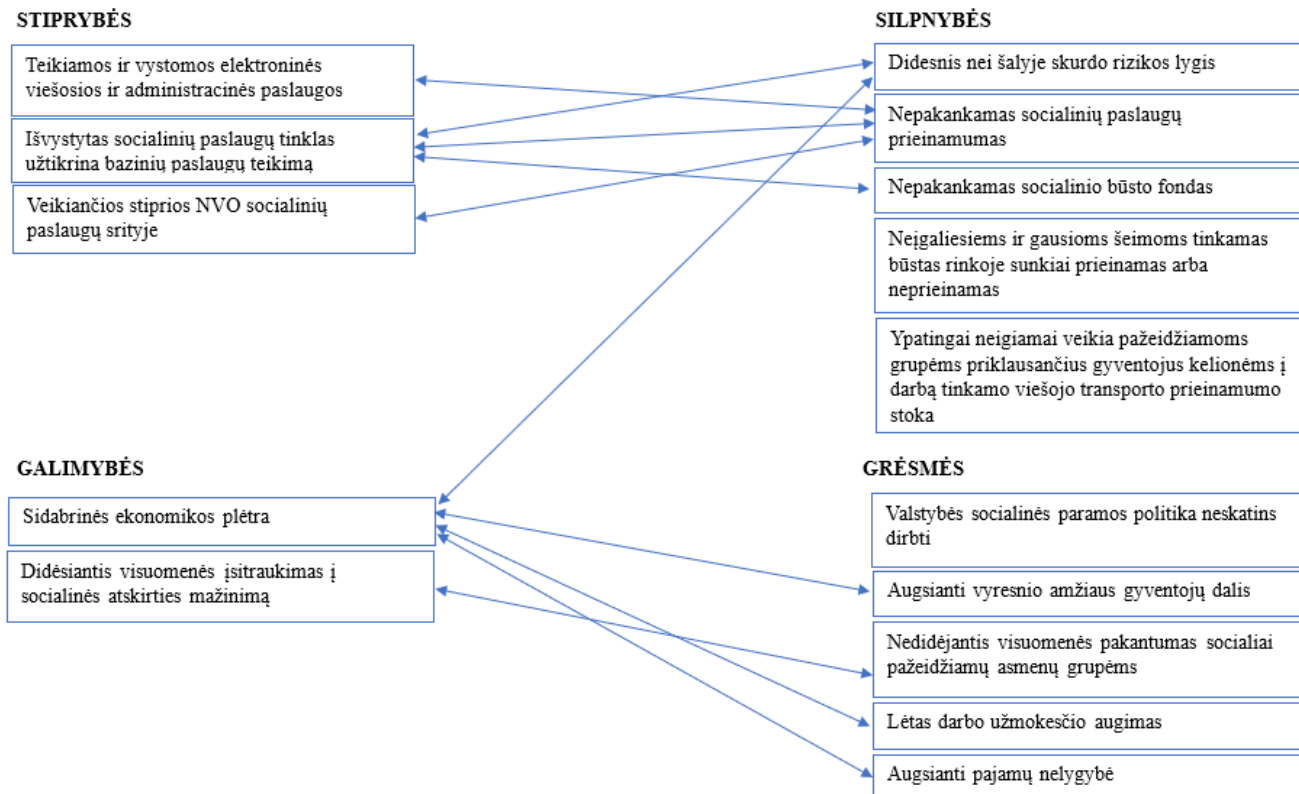 STIPRYBĖS
Teikiamos ir vystomos elektroninės
viešosios ir administracinės paslaugos
Išvystytas socialinių paslaugų tinklas
užtikrina bazinių paslaugų teikimą
Veikiančios stiprios NVO socialinių
paslaugų srityje
SILPNYBĖS
Didesnis nei šalyje skurdo rizikos lygis
Nepakankamas socialinių paslaugų
prieinamumas
Nepakankamas socialinio būsto fondas
Neįgaliesiems ir gausioms šeimoms tinkamas
būstas rinkoje sunkiai prieinamas arba
neprieinamas
Ypatingai neigiamai veikia pažeidžiamoms
grupėms priklausančius gyventojus kelionėms į
darbą tinkamo viešojo transporto prieinamumo
stoka
GALIMYBĖS
Sidabrinės ekonomikos plėtra
Didėsiantis visuomenės įsitraukimas į
socialinės atskirties mažinimą
GRĖSMĖS
Valstybės socialinės paramos politika neskatins
dirbti
Augsianti vyresnio amžiaus gyventojų dalis
Nedidėjantis visuomenės pakantumas socialiai
pažeidžiamų asmenų grupėms
Lėtas darbo užmokesčio augimas
Augsianti pajamų nelygybė